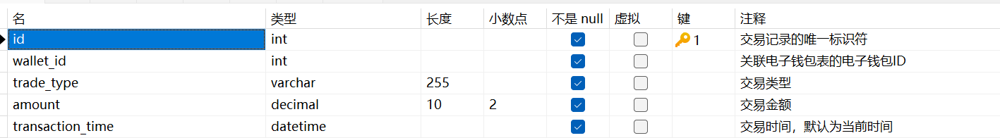 名 类型 长度 小数点 不是 null 虚拟 键 注释
id int 1 交易记录的唯一标识符
wallet_id int 关联电子钱包表的电子钱包ID
trade_type varchar 255 交易类型
amount decimal 10 2 交易金额
transaction_time datetime 交易时间，默认为当前时间